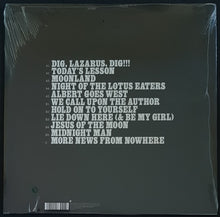 DIG, LAZARUS, DIG!!!
TODAY'S LESSON
MOONLAND
NIGHT OF THE LOTUS EATERS
ALBERT GOES WEST
WE CALL UPON THE AUTHOR
HOLD ON TO YOURSELF
LIE DOWN HERE (& BE MY GIRL)
JESUS OF THE MOON
MIDNIGHT MAN
MORE NEWS FROM NOWHERE